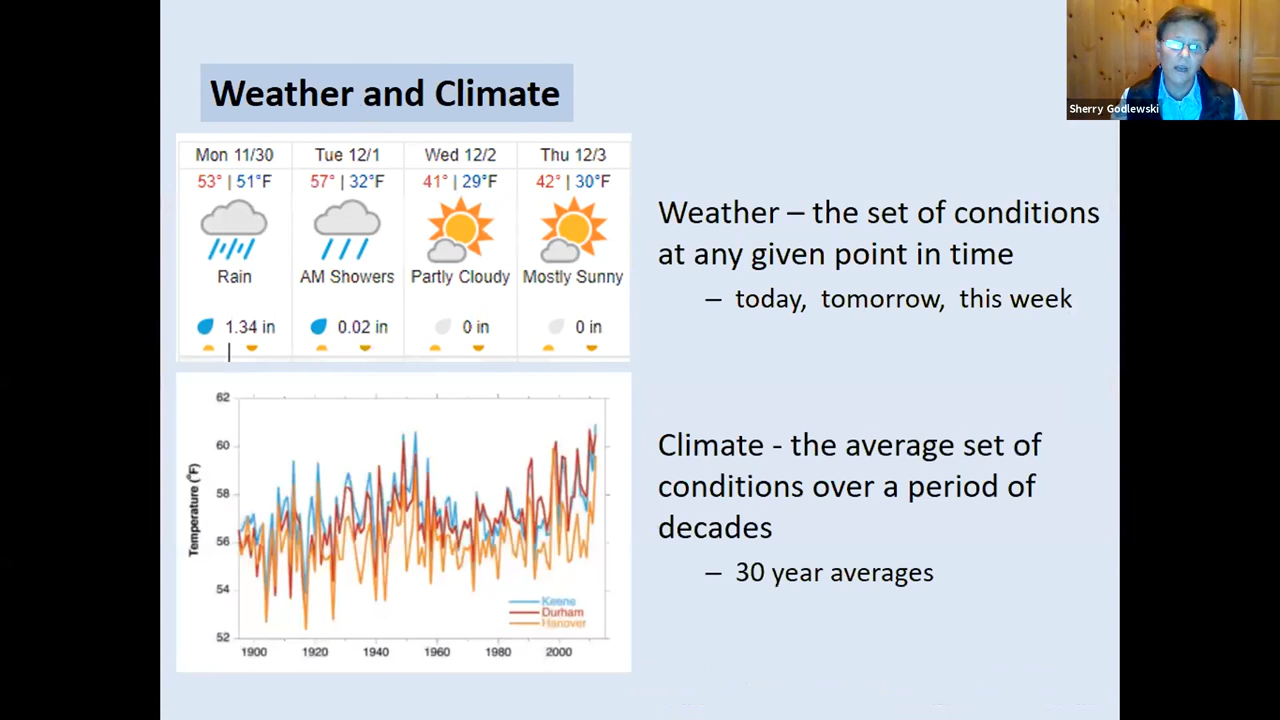 Sherry Godlewski
Weather and Climate
Mon 11/30 Tue 12/1 Wed 12/2 Thu 12/3
53° | 51°F 57° | 32°F 41° | 29°F 42° | 30°F
Rain AM Showers Partly Cloudy Mostly Sunny
1.34 in 0.02 in 0 in 0 in
Weather – the set of conditions
at any given point in time
– today, tomorrow, this week
62
60
58
56
54
52
Temperature (°F)
Keene
Durham
Hanover
1900 1920 1940 1960 1980 2000
Climate - the average set of
conditions over a period of
decades
– 30 year averages